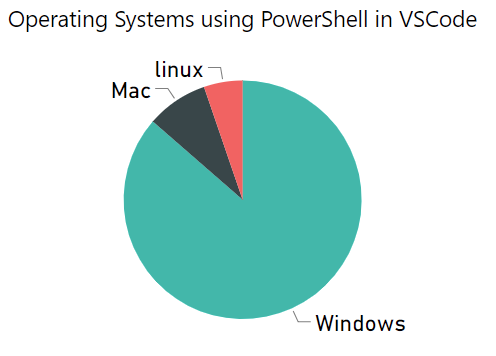 Operating Systems using PowerShell in VSCode
linux
Mac
Windows